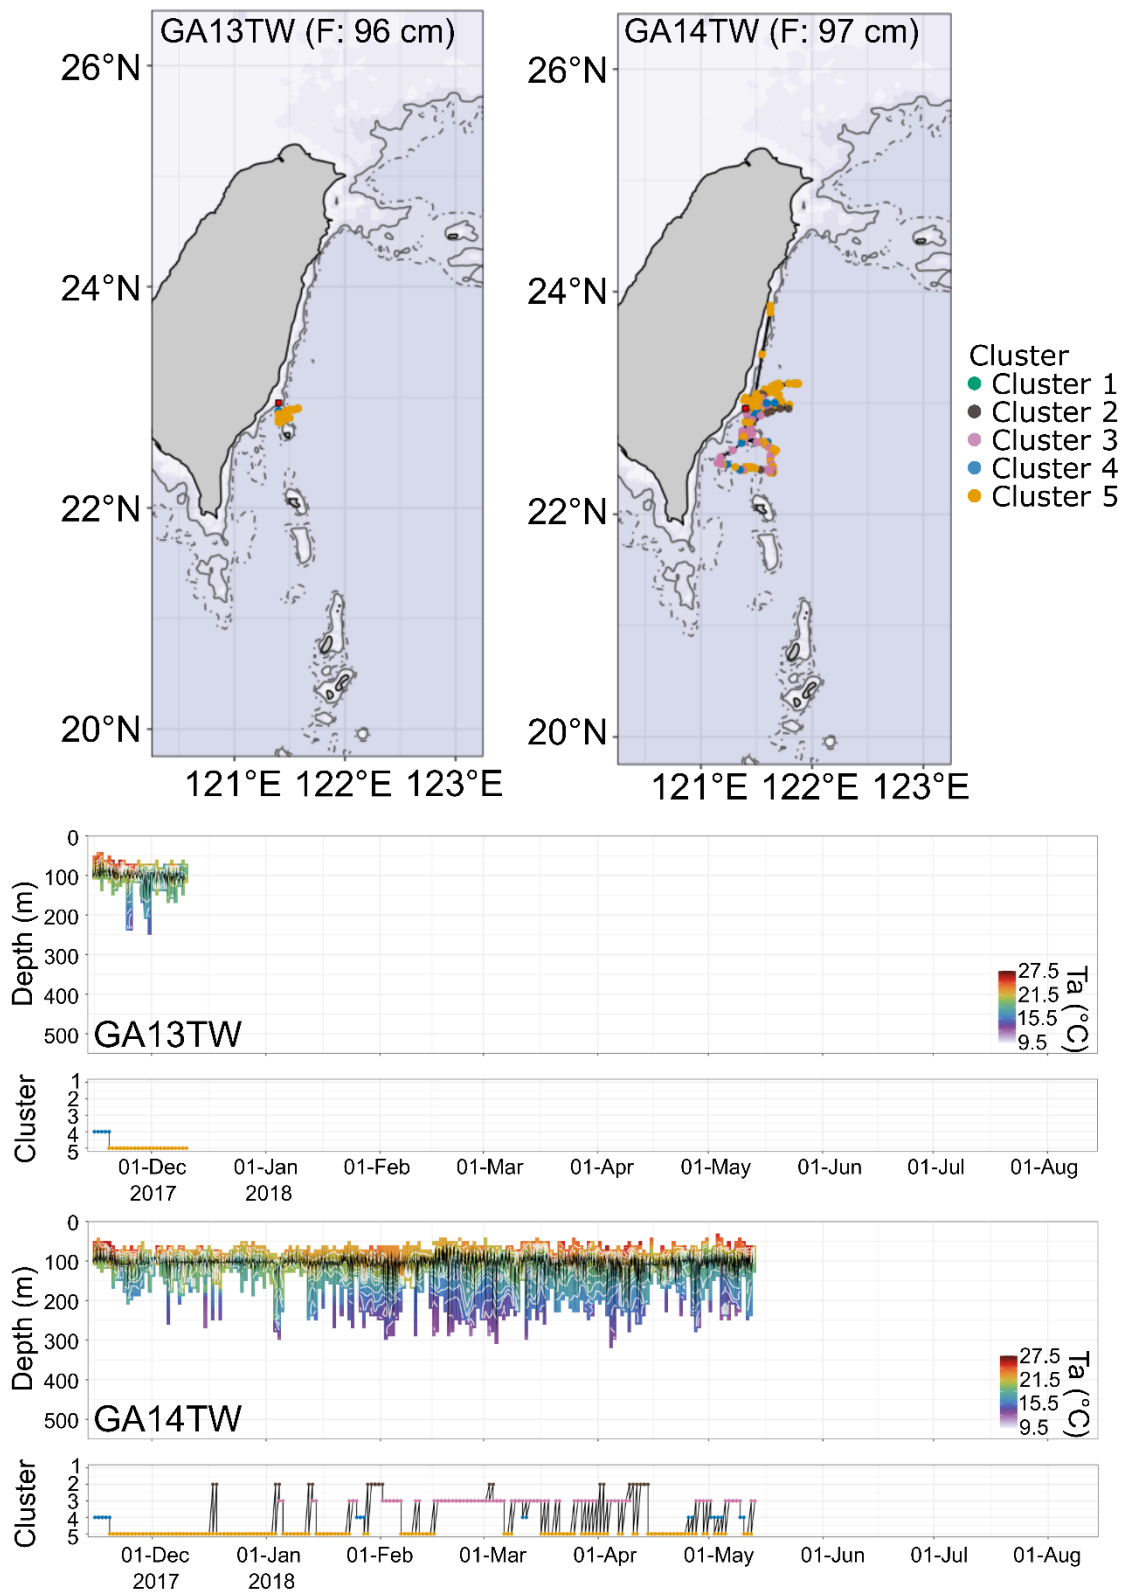 GA13TW (F: 96 cm)
26°N
24°N
22°N
20°N
121°E 122°E 123°E
GA14TW (F: 97 cm)
26°N
24°N
22°N
20°N
121°E 122°E 123°E
Cluster
Cluster 1
Cluster 2
Cluster 3
Cluster 4
Cluster 5
Depth (m)
0
100
200
300
400
500
GA13TW
27.5
21.5
15.5
9.5
Ta (°C)
Cluster
1
2
3
4
5
01-Dec 01-Jan 01-Feb 01-Mar 01-Apr 01-May 01-Jun 01-Jul 01-Aug
2017 2018
Depth (m)
0
100
200
300
400
500
GA14TW
27.5
21.5
15.5
9.5
Ta (°C)
Cluster
1
2
3
4
5
01-Dec 01-Jan 01-Feb 01-Mar 01-Apr 01-May 01-Jun 01-Jul 01-Aug
2017 2018